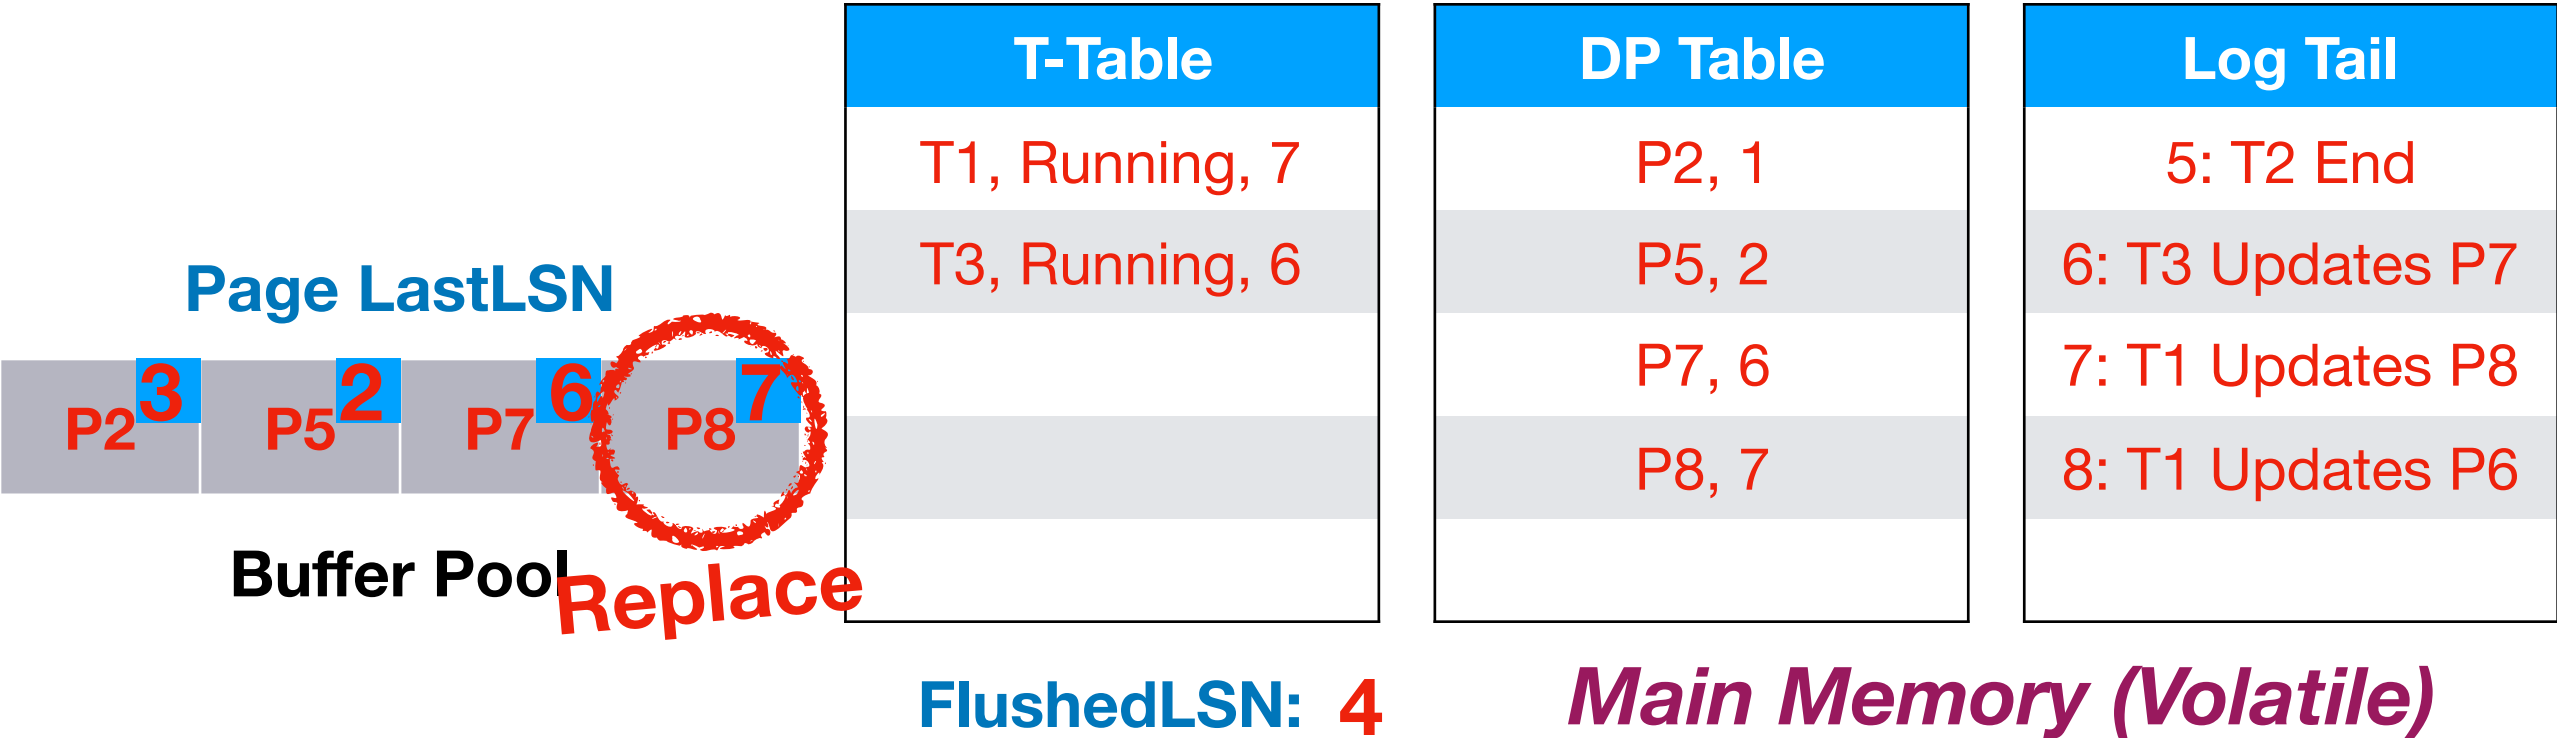 T-Table
T1, Running, 7
T3, Running, 6
DP Table
P2, 1
P5, 2
P7, 6
P8, 7
Log Tail
5: T2 End
6: T3 Updates P7
7: T1 Updates P8
8: T1 Updates P6
Page LastLSN
P2 3
P5 2
P7 6
P8 7
Buffer Pool
Replace
FlushedLSN: 4
Main Memory (Volatile)